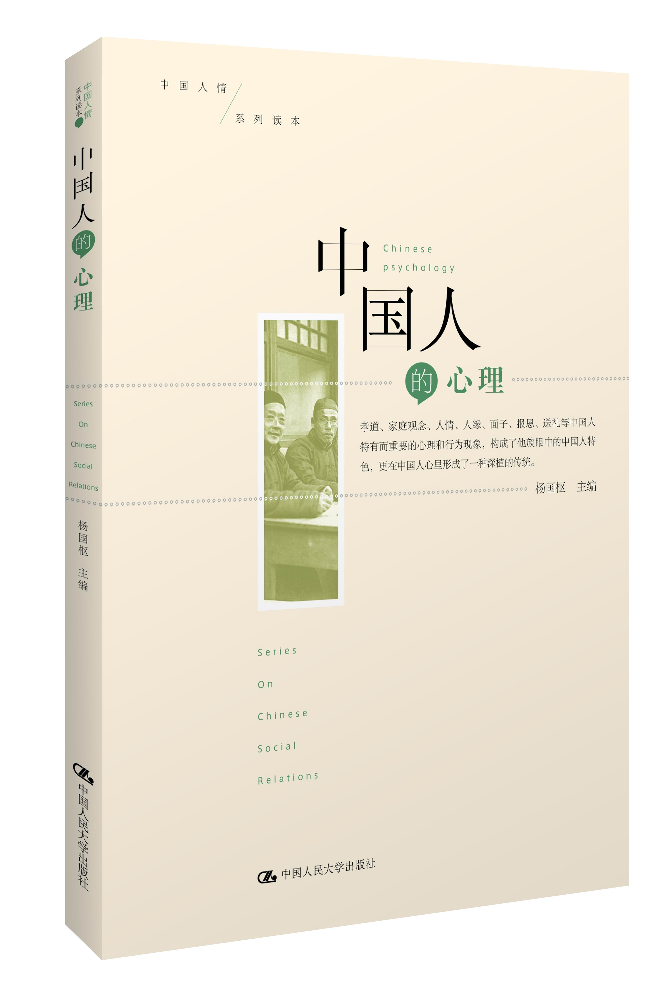 中国人情
系列读本
中国人的心理
Series
On
Chinese
Social
Relations
杨国枢 主编
中国人民大学出版社
中国人情
系列读本
中
Chinese
psychology
国人
的心理
孝道、家庭观念、人情、人缘、面子、报恩、送礼等中国人
特有而重要的心理和行为现象，构成了他族眼中的中国人特
色，更在中国人心里形成了一种深植的传统。
杨国枢 主编
Series
On
Chinese
Social
Relations
中国人民大学出版社